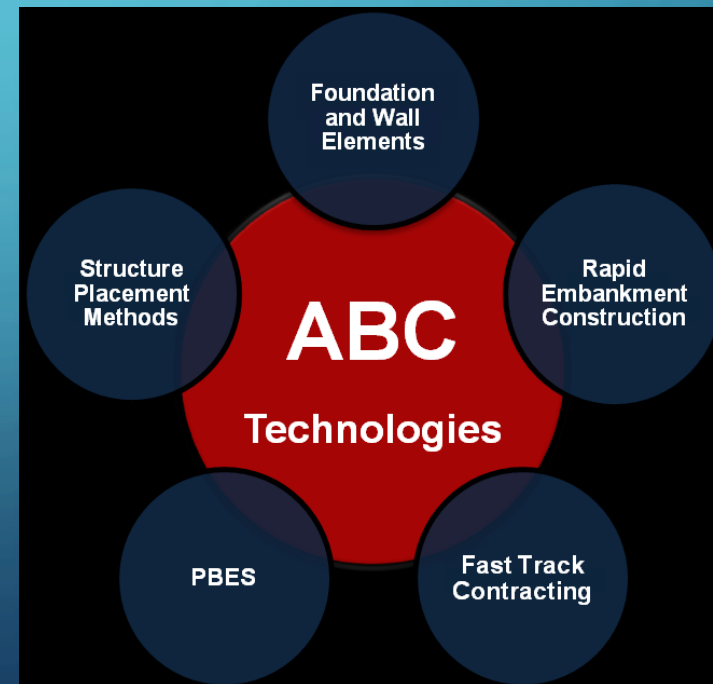 Foundation
and Wall
Elements
Structure
Placement
Methods
Rapid
Embankment
Construction
ABC
Technologies
PBES
Fast Track
Contracting